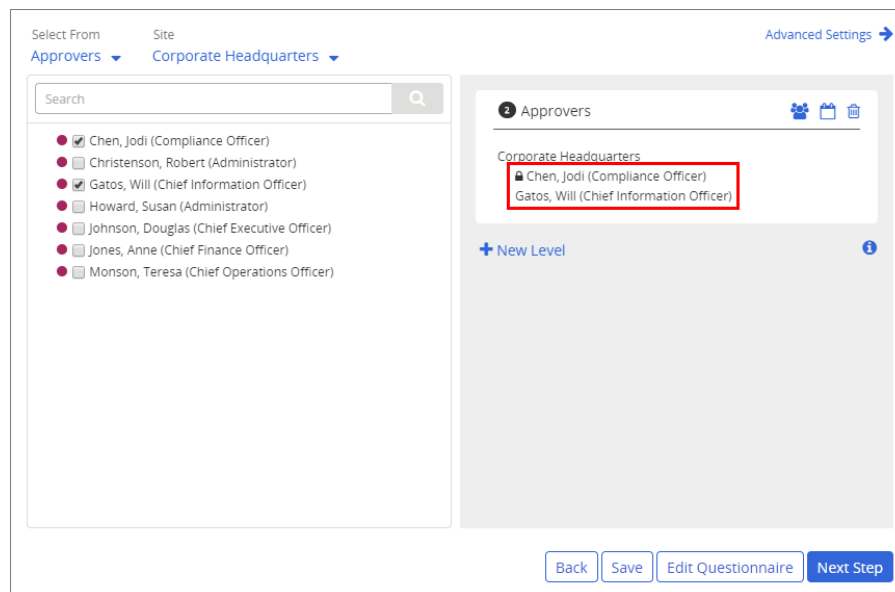 Select From Site Advanced Settings
Approvers Corporate Headquarters
Search
Chen, Jodi (Compliance Officer)
Christenson, Robert (Administrator)
Gatos, Will (Chief Information Officer)
Howard, Susan (Administrator)
Johnson, Douglas (Chief Executive Officer)
Jones, Anne (Chief Finance Officer)
Monson, Teresa (Chief Operations Officer)
2 Approvers
Corporate Headquarters
Chen, Jodi (Compliance Officer)
Gatos, Will (Chief Information Officer)
New Level
Back Save Edit Questionnaire Next Step